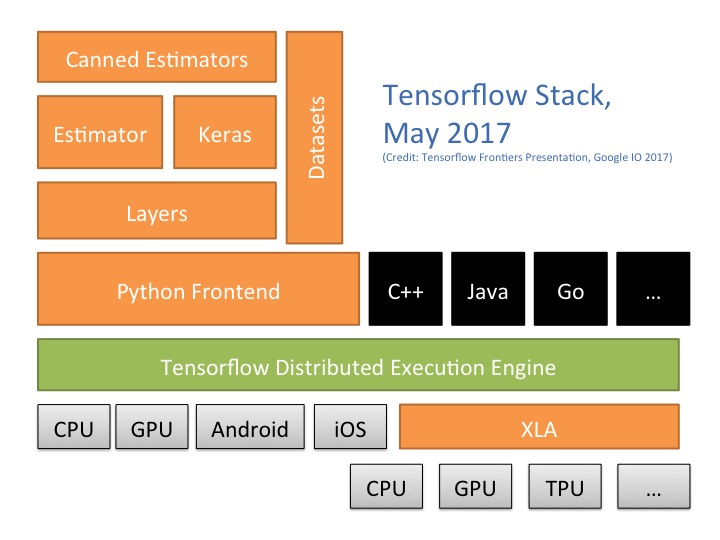 Canned Estimators
Datasets
Tensorflow Stack,
May 2017
(Credit: Tensorflow Frontiers Presentation, Google IO 2017)
Estimator
Keras
Layers
Python Frontend
C++
Java
Go
...
Tensorflow Distributed Execution Engine
CPU
GPU
Android
iOS
XLA
CPU
GPU
TPU
...